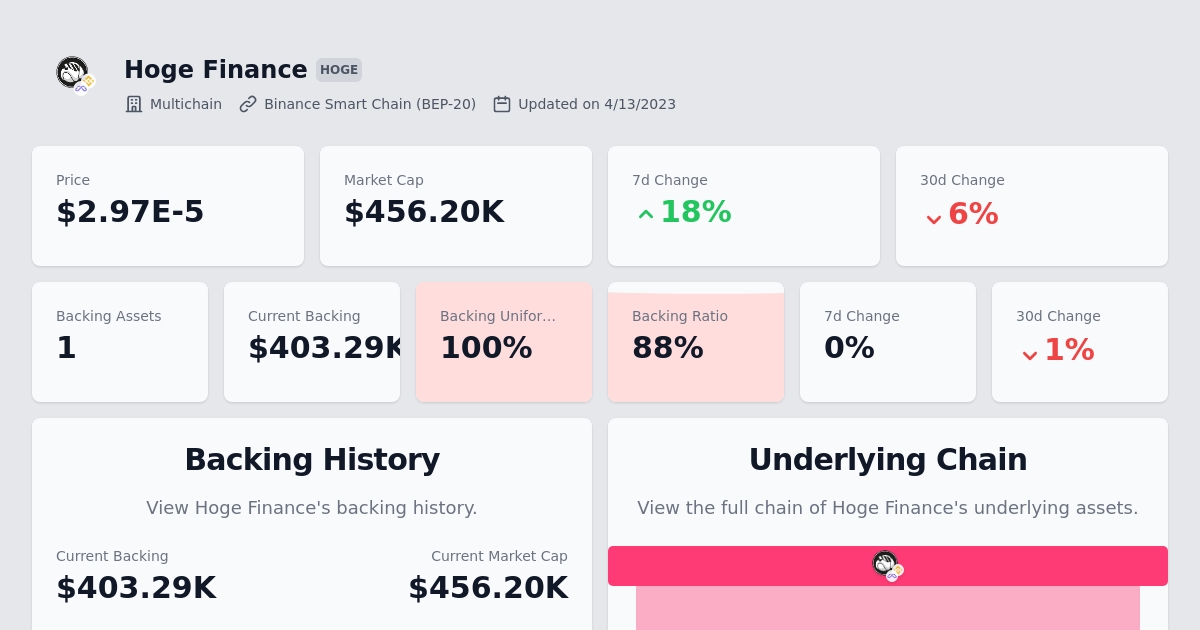 Hoge Finance HOGE
Multichain Binance Smart Chain (BEP-20) Updated on 4/13/2023
Price
$2.97E-5
Market Cap
$456.20K
7d Change
18%
30d Change
6%
Backing Assets
1
Current Backing
$403.29K
Backing Unifor…
100%
Backing Ratio
88%
7d Change
0%
30d Change
1%
Backing History
View Hoge Finance's backing history.
Current Backing
$403.29K
Current Market Cap
$456.20K
Underlying Chain
View the full chain of Hoge Finance's underlying assets.